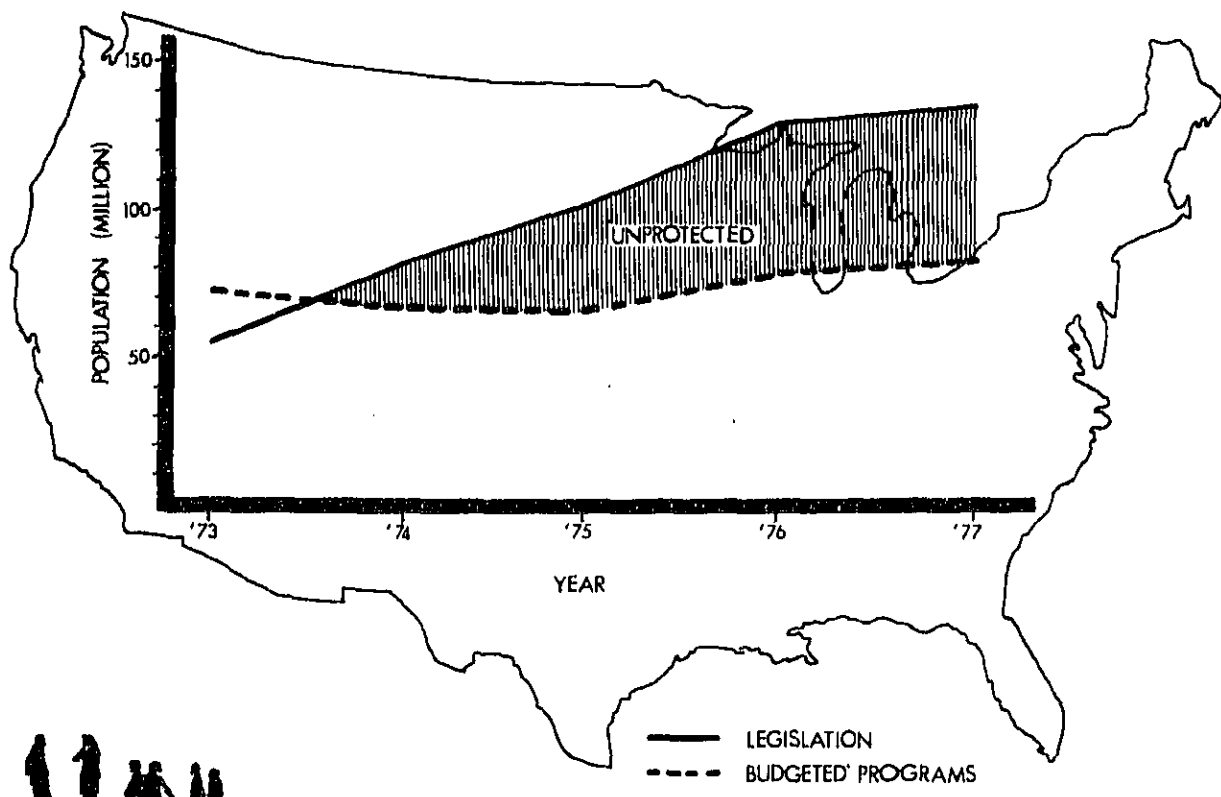 150
POPULATION (MILLION)
100
50
UNPROTECTED
'73 '74 '75 '76 '77
YEAR
LEGISLATION
BUDGETED PROGRAMS